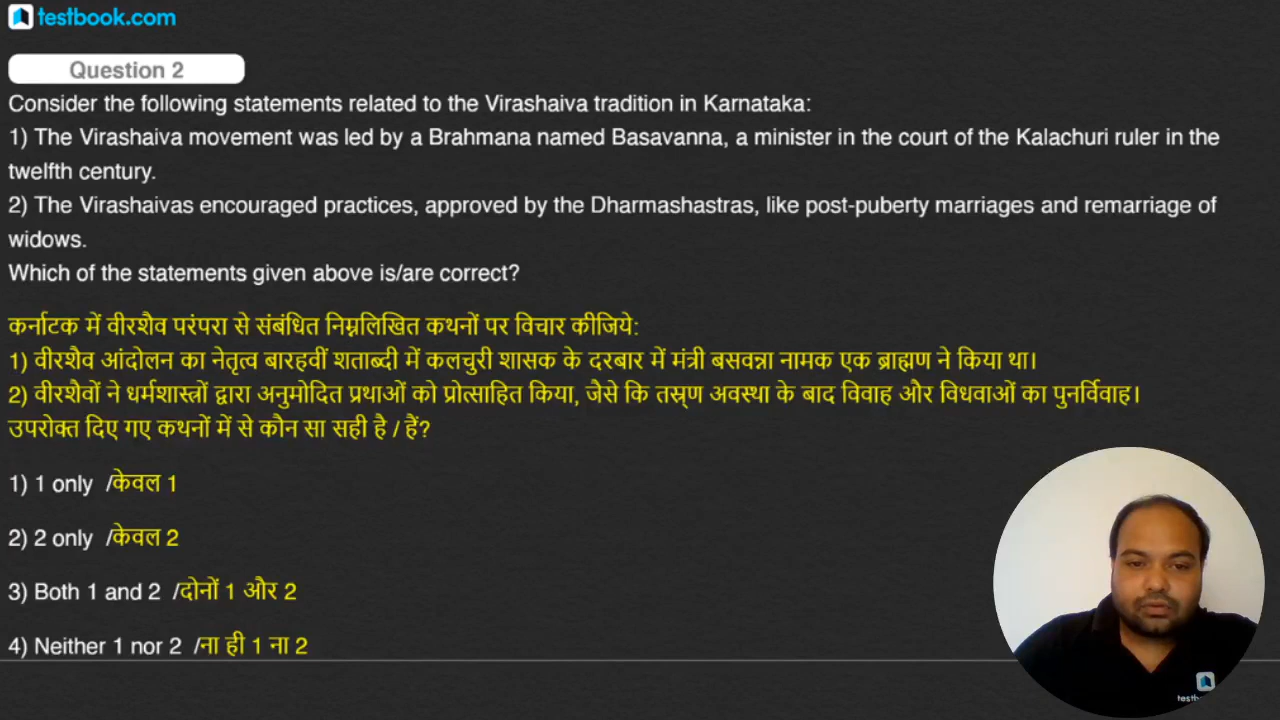 testbook.com
Question 2
Consider the following statements related to the Virashaiva tradition in Karnataka:
1) The Virashaiva movement was led by a Brahmana named Basavanna, a minister in the court of the Kalachuri ruler in the
twelfth century.
2) The Virashaivas encouraged practices, approved by the Dharmashastras, like post-puberty marriages and remarriage of
widows.
Which of the statements given above is/are correct?
कर्नाटक में वीरशैव परंपरा से संबंधित निम्नलिखित कथनों पर विचार कीजिये:
1) वीरशैव आंदोलन का नेतृत्व बारहवीं शताब्दी में कलचुरी शासक के दरबार में मंत्री बसवन्ना नामक एक ब्राह्मण ने किया था।
2) वीरशैवों ने धर्मशास्त्रों द्वारा अनुमोदित प्रथाओं को प्रोत्साहित किया, जैसे कि अवस्था के बाद विवाह और विधवाओं का पुनर्विवाह।
उपरोक्त दिए गए कथनों में से कौन सा सही है / हैं?
1) 1 only /केवल 1
2) 2 only /केवल 2
3) Both 1 and 2 /दोनों 1 और 2
4) Neither 1 nor 2 /ना ही 1 ना 2